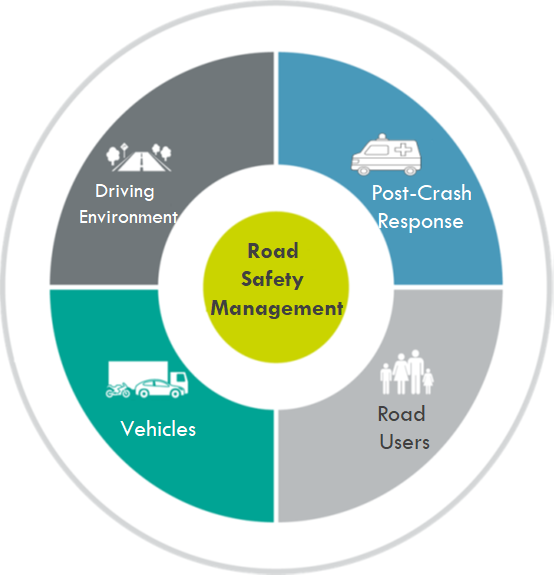 Driving
Environment
Post-Crash
Response
Road
Safety
Management
Vehicles
Road
Users